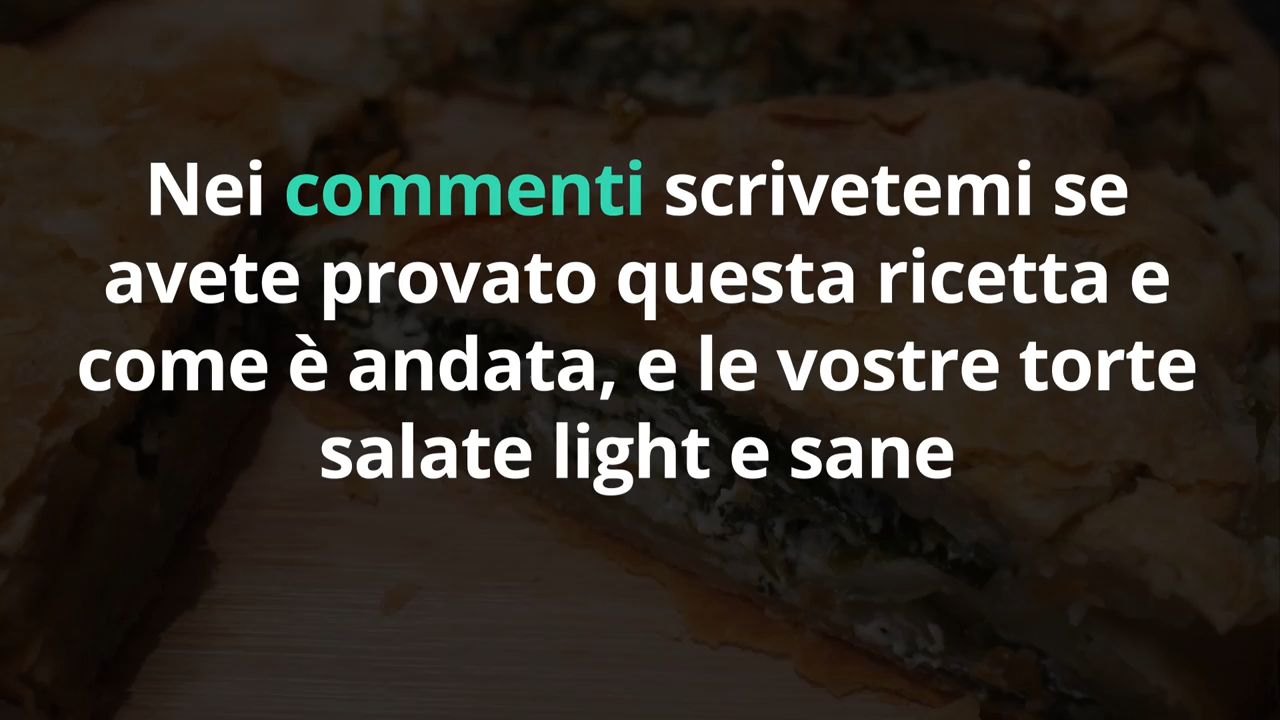 Nei commenti scrivetemi se
avete provato questa ricetta e
come è andata, e le vostre torte
salate light e sane